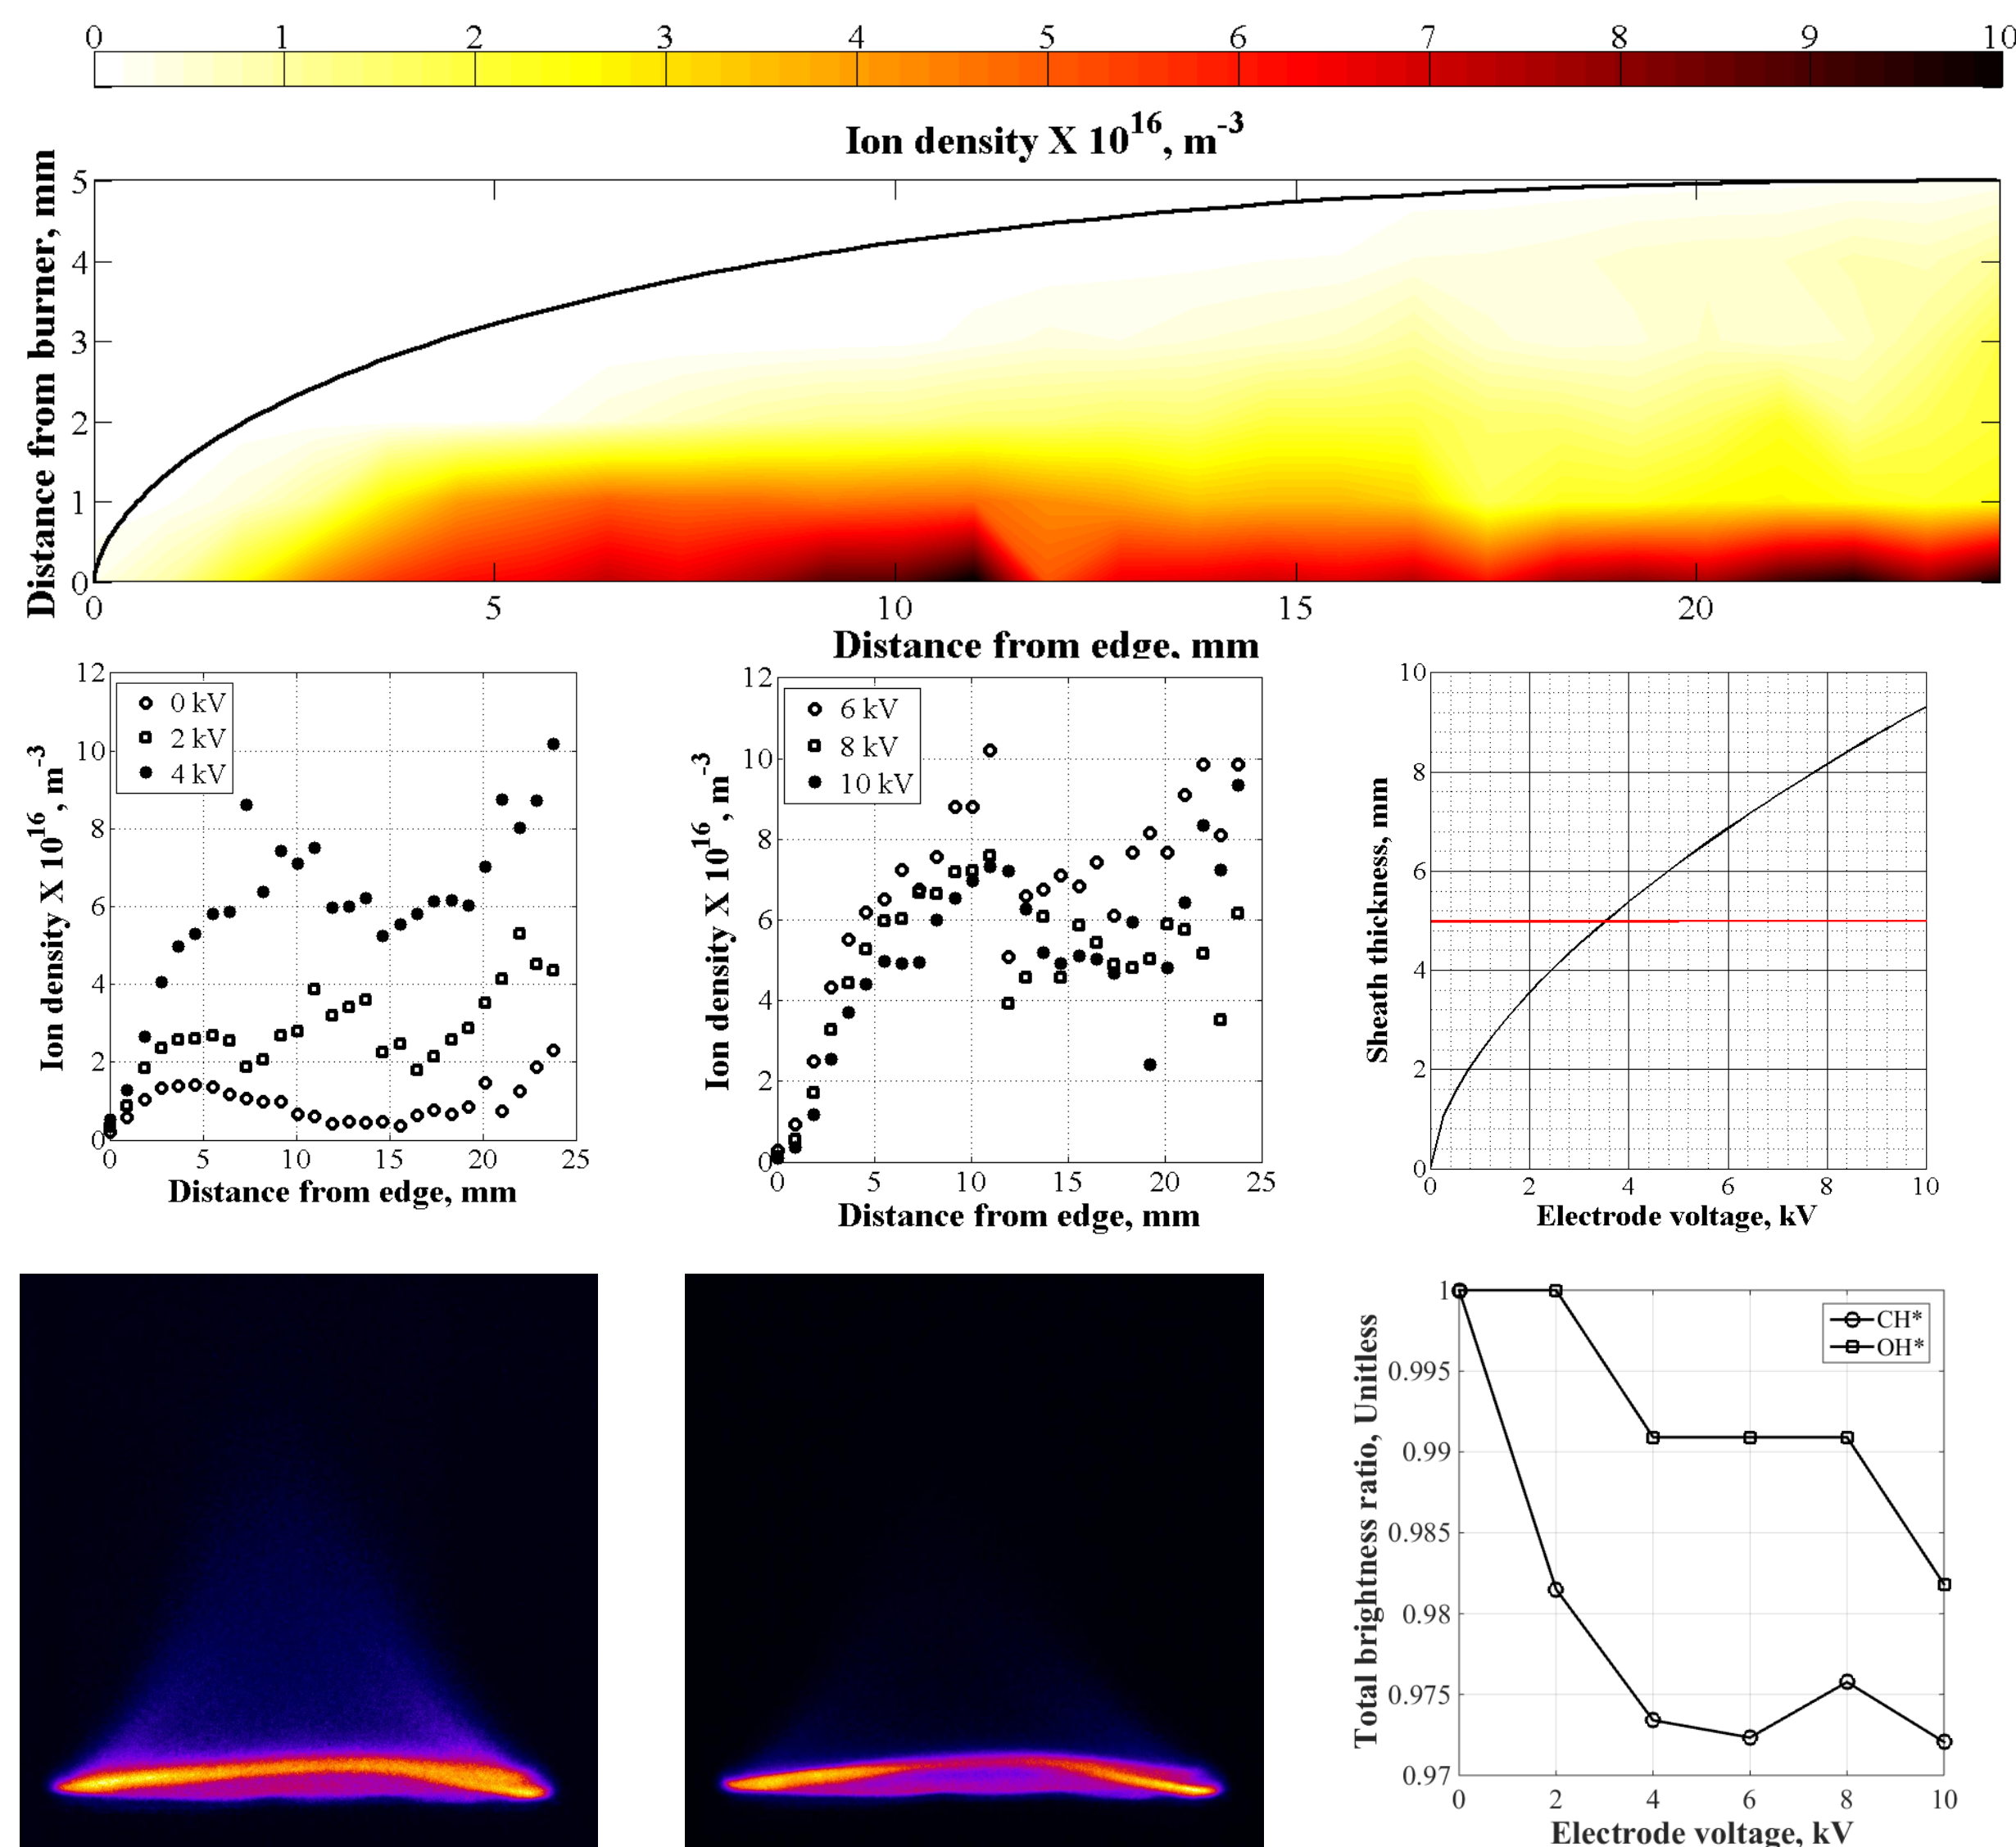 0 1 2 3 4 5 6 7 8 9 10
Ion density X 10^16, m^-3
Distance from burner, mm
5
4
3
2
1
0
0 5 10 15 20
Distance from edge, mm
Ion density X 10^16, m^-3
12
10
8
6
4
2
0
0 kV
2 kV
4 kV
0 5 10 15 20 25
Distance from edge, mm
Ion density X 10^16, m^-3
12
10
8
6
4
2
0
6 kV
8 kV
10 kV
0 5 10 15 20 25
Distance from edge, mm
Sheath thickness, mm
10
8
6
4
2
0
0 2 4 6 8 10
Electrode voltage, kV
Total brightness ratio, Unitless
1
0.995
0.99
0.985
0.98
0.975
0.97
CH*
OH*
0 2 4 6 8 10
Electrode voltage, kV